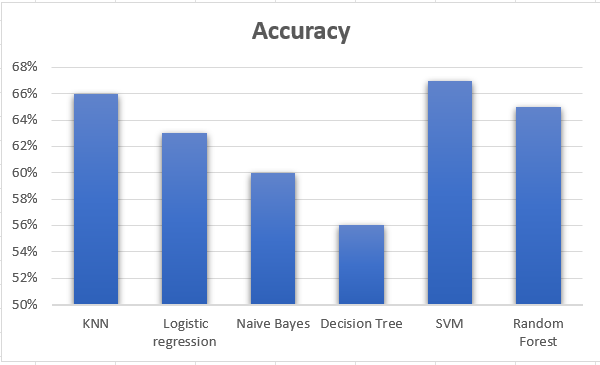 Accuracy
68%
66%
64%
62%
60%
58%
56%
54%
52%
50%
KNN
Logistic
regression
Naive Bayes
Decision Tree
SVM
Random
Forest